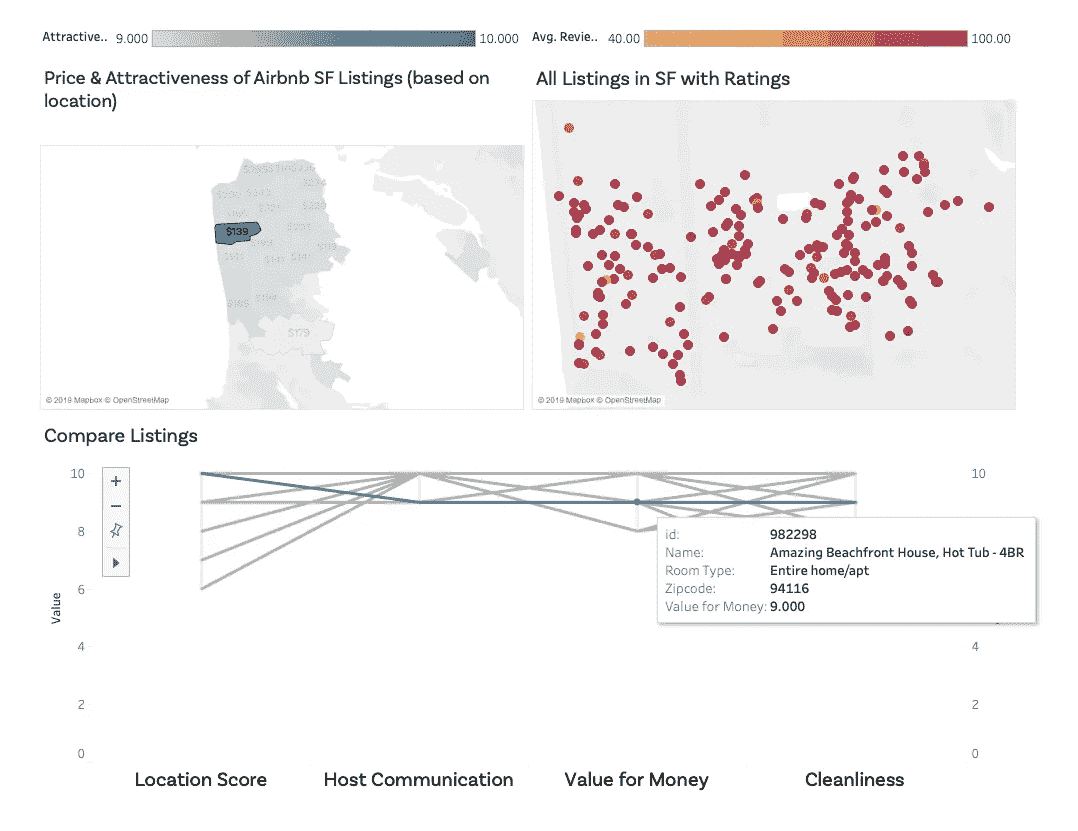 Attractive.. 9.000 10.000 Avg. Revie.. 40.00 100.00
Price & Attractiveness of Airbnb SF Listings (based on
location)
All Listings in SF with Ratings
$139
$179
© 2019 Mapbox © OpenStreetMap
© 2019 Mapbox © OpenStreetMap
Compare Listings
10
8
6
4
2
0
Value
10
4
2
0
id: 982298
Name: Amazing Beachfront House, Hot Tub - 4BR
Room Type: Entire home/apt
Zipcode: 94116
Value for Money: 9.000
Location Score Host Communication Value for Money Cleanliness